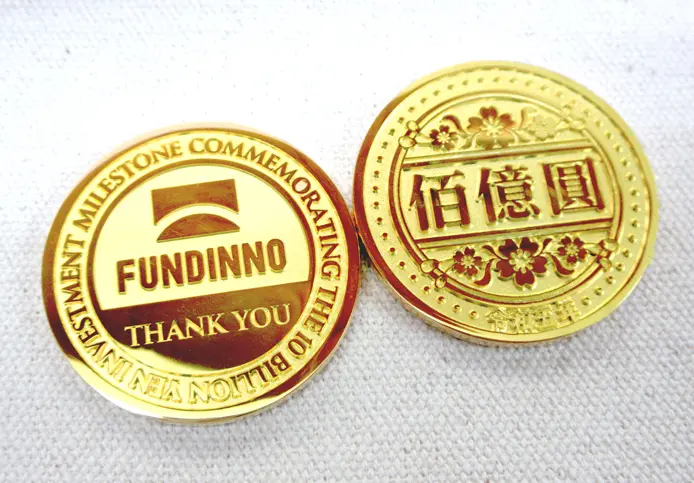 COMMEMORATING THE 10 BILLION YEN INVESTMENT MILESTONE
FUNDINNO
THANK YOU
佰億圓